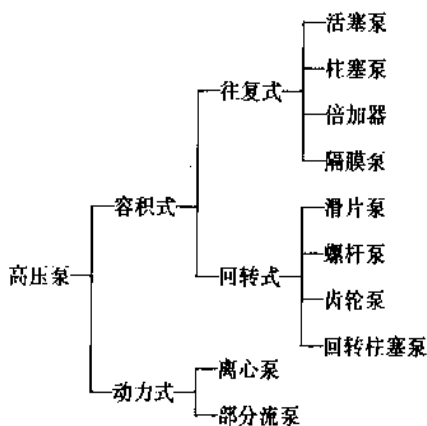 高压泵
容积式
往复式
活塞泵
柱塞泵
倍加器
隔膜泵
回转式
滑片泵
螺杆泵
齿轮泵
回转柱塞泵
动力式
离心泵
部分流泵